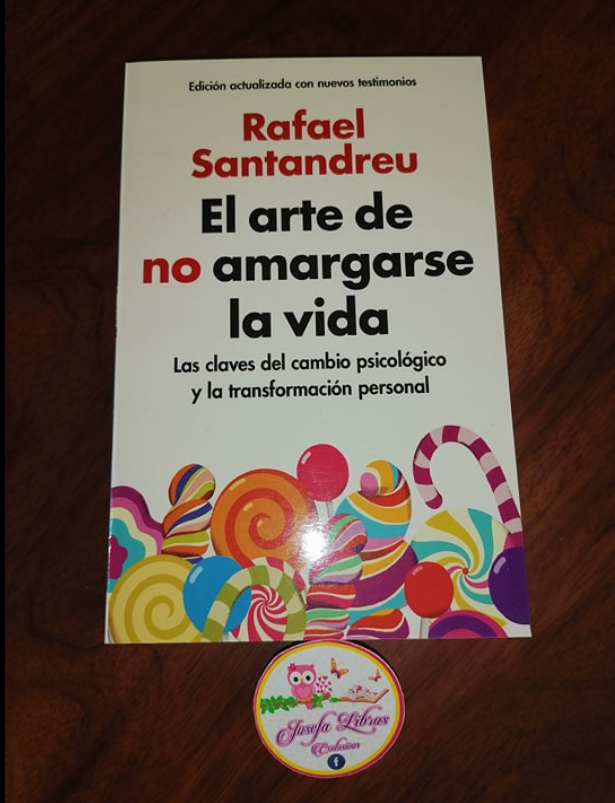 Edición actualizada con nuevos testimonios
Rafael
Santandreu
El arte de
no amargarse
la vida
Las claves del cambio psicológico
y la transformación personal
Josefa Libros
Exclusivos
f